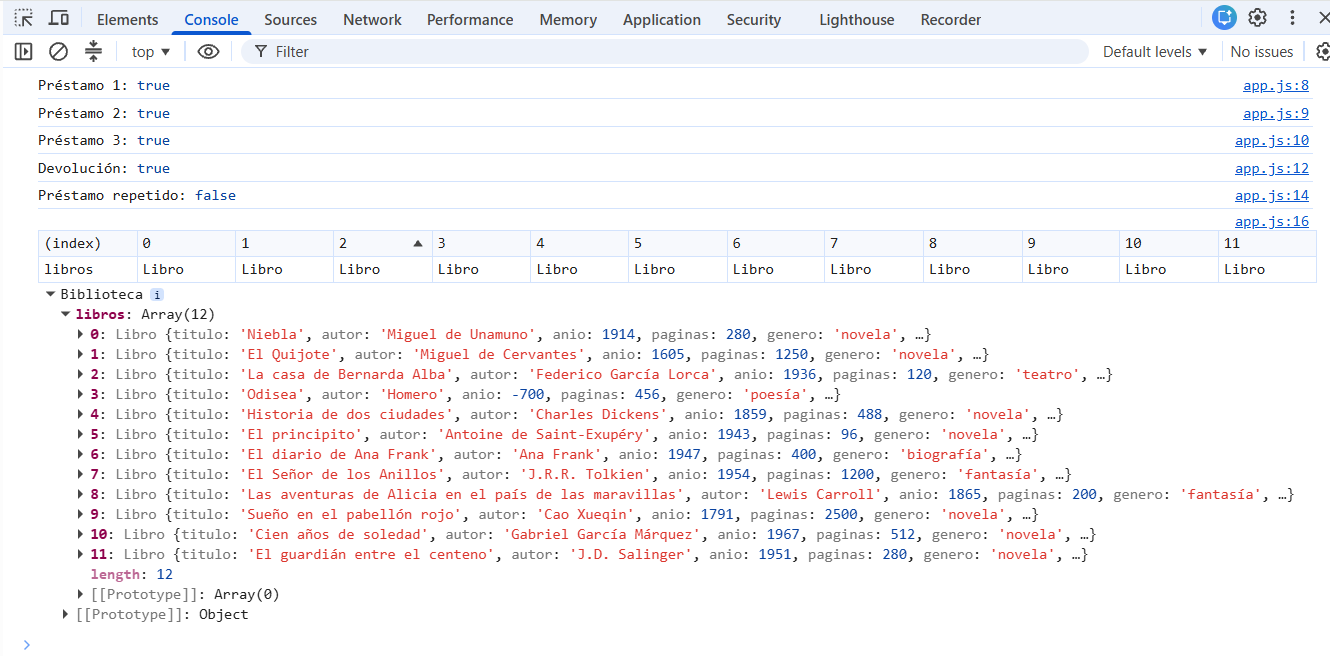 Elements Console Sources Network Performance Memory Application Security Lighthouse Recorder
top Filter Default levels No issues
Préstamo 1: true app.js:8
Préstamo 2: true app.js:9
Préstamo 3: true app.js:10
Devolución: true app.js:12
Préstamo repetido: false app.js:14
app.js:16
(index) 0 1 2 3 4 5 6 7 8 9 10 11
libros Libro Libro Libro Libro Libro Libro Libro Libro Libro Libro Libro Libro
Biblioteca i
libros: Array(12)
0: Libro {titulo: 'Niebla', autor: 'Miguel de Unamuno', anio: 1914, paginas: 280, genero: 'novela', …}
1: Libro {titulo: 'El Quijote', autor: 'Miguel de Cervantes', anio: 1605, paginas: 1250, genero: 'novela', …}
2: Libro {titulo: 'La casa de Bernarda Alba', autor: 'Federico García Lorca', anio: 1936, paginas: 120, genero: 'teatro', …}
3: Libro {titulo: 'Odisea', autor: 'Homero', anio: -700, paginas: 456, genero: 'poesía', …}
4: Libro {titulo: 'Historia de dos ciudades', autor: 'Charles Dickens', anio: 1859, paginas: 488, genero: 'novela', …}
5: Libro {titulo: 'El principito', autor: 'Antoine de Saint-Exupéry', anio: 1943, paginas: 96, genero: 'novela', …}
6: Libro {titulo: 'El diario de Ana Frank', autor: 'Ana Frank', anio: 1947, paginas: 400, genero: 'biografía', …}
7: Libro {titulo: 'El Señor de los Anillos', autor: 'J.R.R. Tolkien', anio: 1954, paginas: 1200, genero: 'fantasía', …}
8: Libro {titulo: 'Las aventuras de Alicia en el país de las maravillas', autor: 'Lewis Carroll', anio: 1865, paginas: 200, genero: 'fantasía', …}
9: Libro {titulo: 'Sueño en el pabellón rojo', autor: 'Cao Xueqin', anio: 1791, paginas: 2500, genero: 'novela', …}
10: Libro {titulo: 'Cien años de soledad', autor: 'Gabriel García Márquez', anio: 1967, paginas: 512, genero: 'novela', …}
11: Libro {titulo: 'El guardián entre el centeno', autor: 'J.D. Salinger', anio: 1951, paginas: 280, genero: 'novela', …}
length: 12
[[Prototype]]: Array(0)
[[Prototype]]: Object